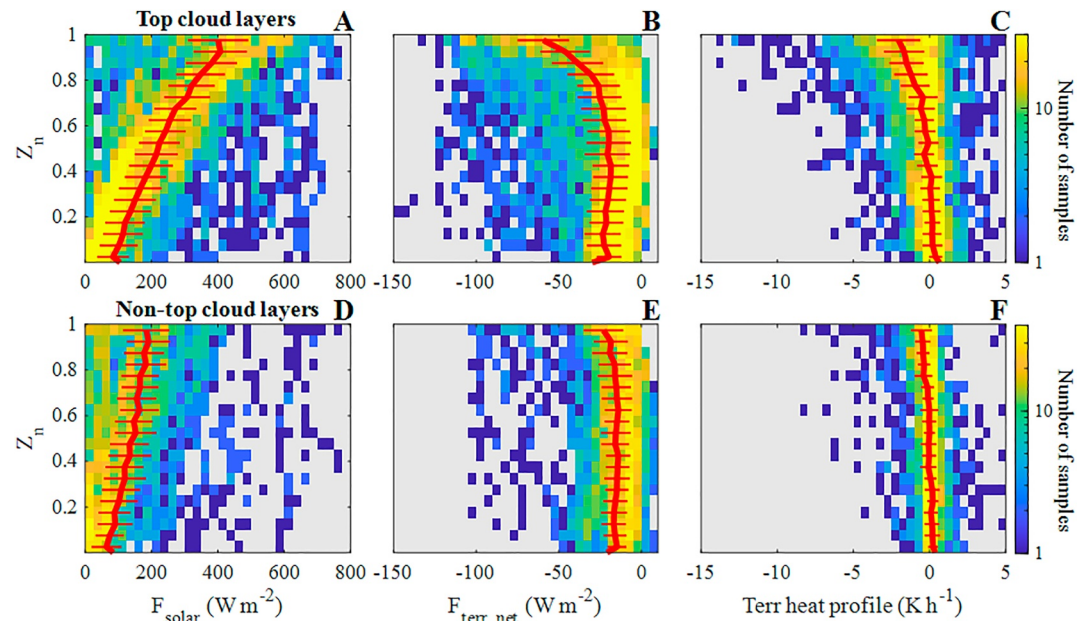 Top cloud layers A B C
1
0.8
0.6
0.4
0.2
Z_n
0 200 400 600 800
-150 -100 -50 0
-15 -10 -5 0 5
10
1
Number of samples
Non-top cloud layers D E F
1
0.8
0.6
0.4
0.2
Z_n
0 200 400 600 800
-150 -100 -50 0
-15 -10 -5 0 5
10
1
Number of samples
F_solar (W m^-2)
F_terr_net (W m^-2)
Terr heat profile (K h^-1)